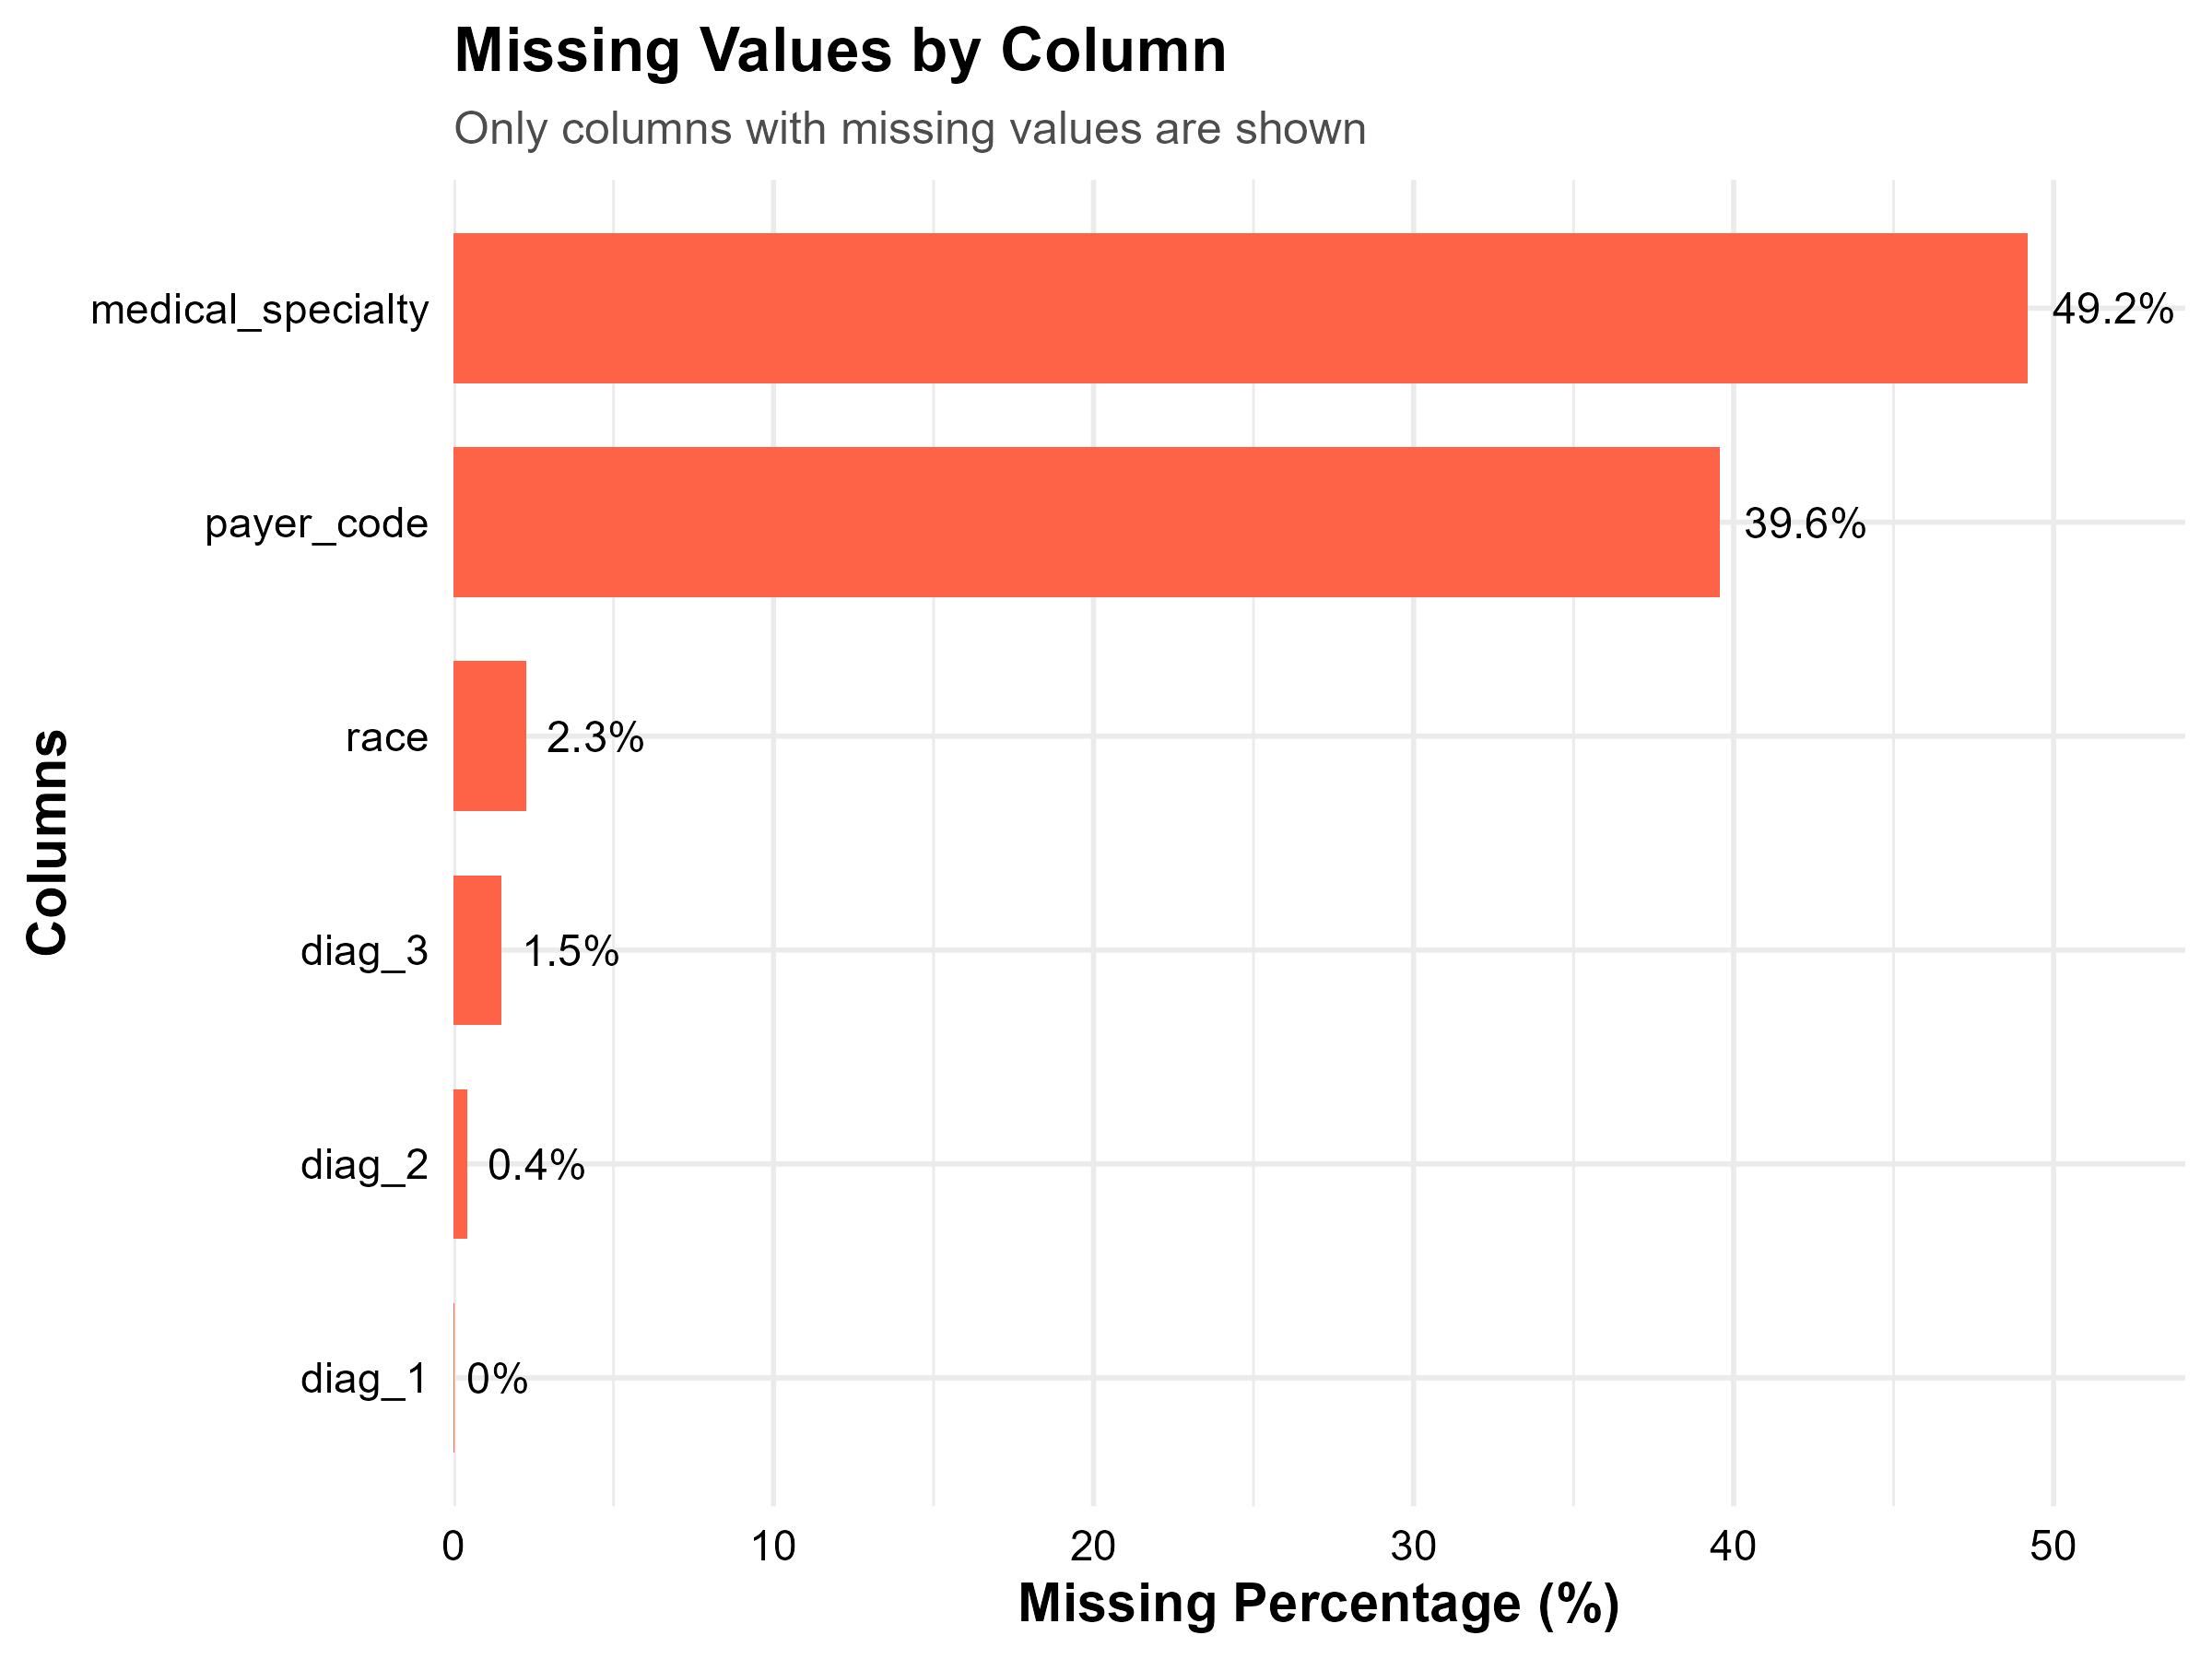 Missing Values by Column
Only columns with missing values are shown
medical_specialty
49.2%
payer_code
39.6%
race
2.3%
diag_3
1.5%
diag_2
0.4%
diag_1
0%
Columns
0 10 20 30 40 50
Missing Percentage (%)